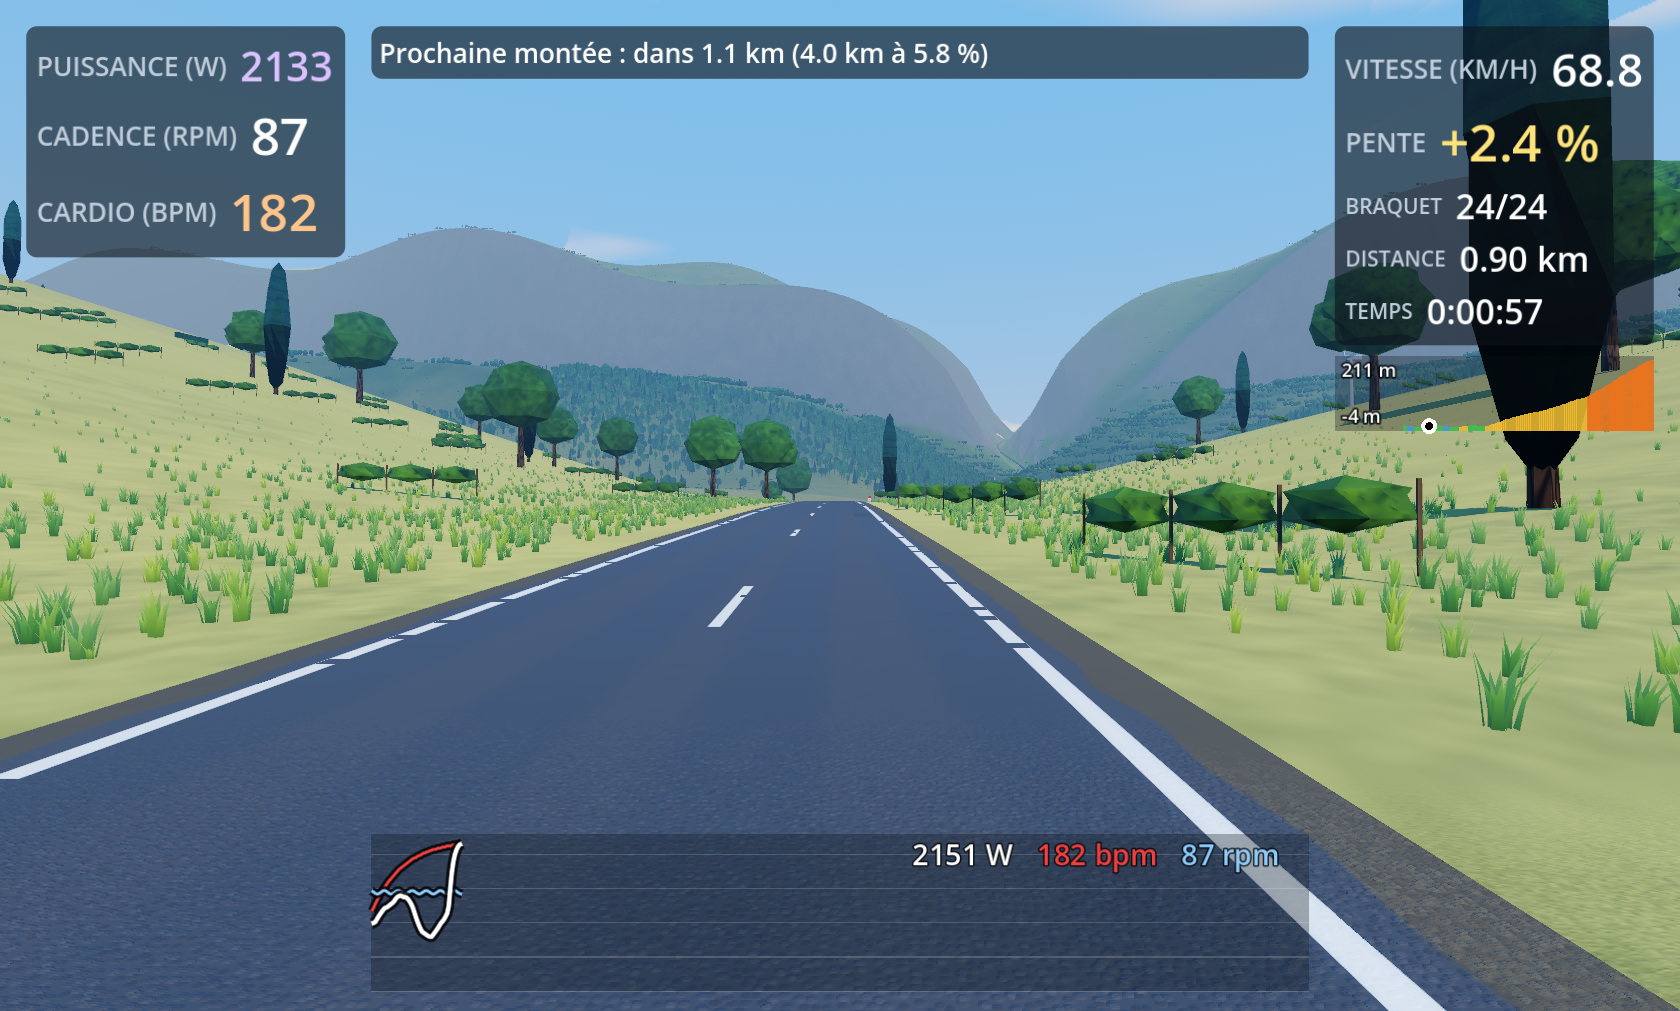 PUISSANCE (W) 2133
CADENCE (RPM) 87
CARDIO (BPM) 182
Prochaine montée : dans 1.1 km (4.0 km à 5.8 %)
VITESSE (KM/H) 68.8
PENTE +2.4 %
BRAQUET 24/24
DISTANCE 0.90 km
TEMPS 0:00:57
211 m
-4 m
2151 W 182 bpm 87 rpm